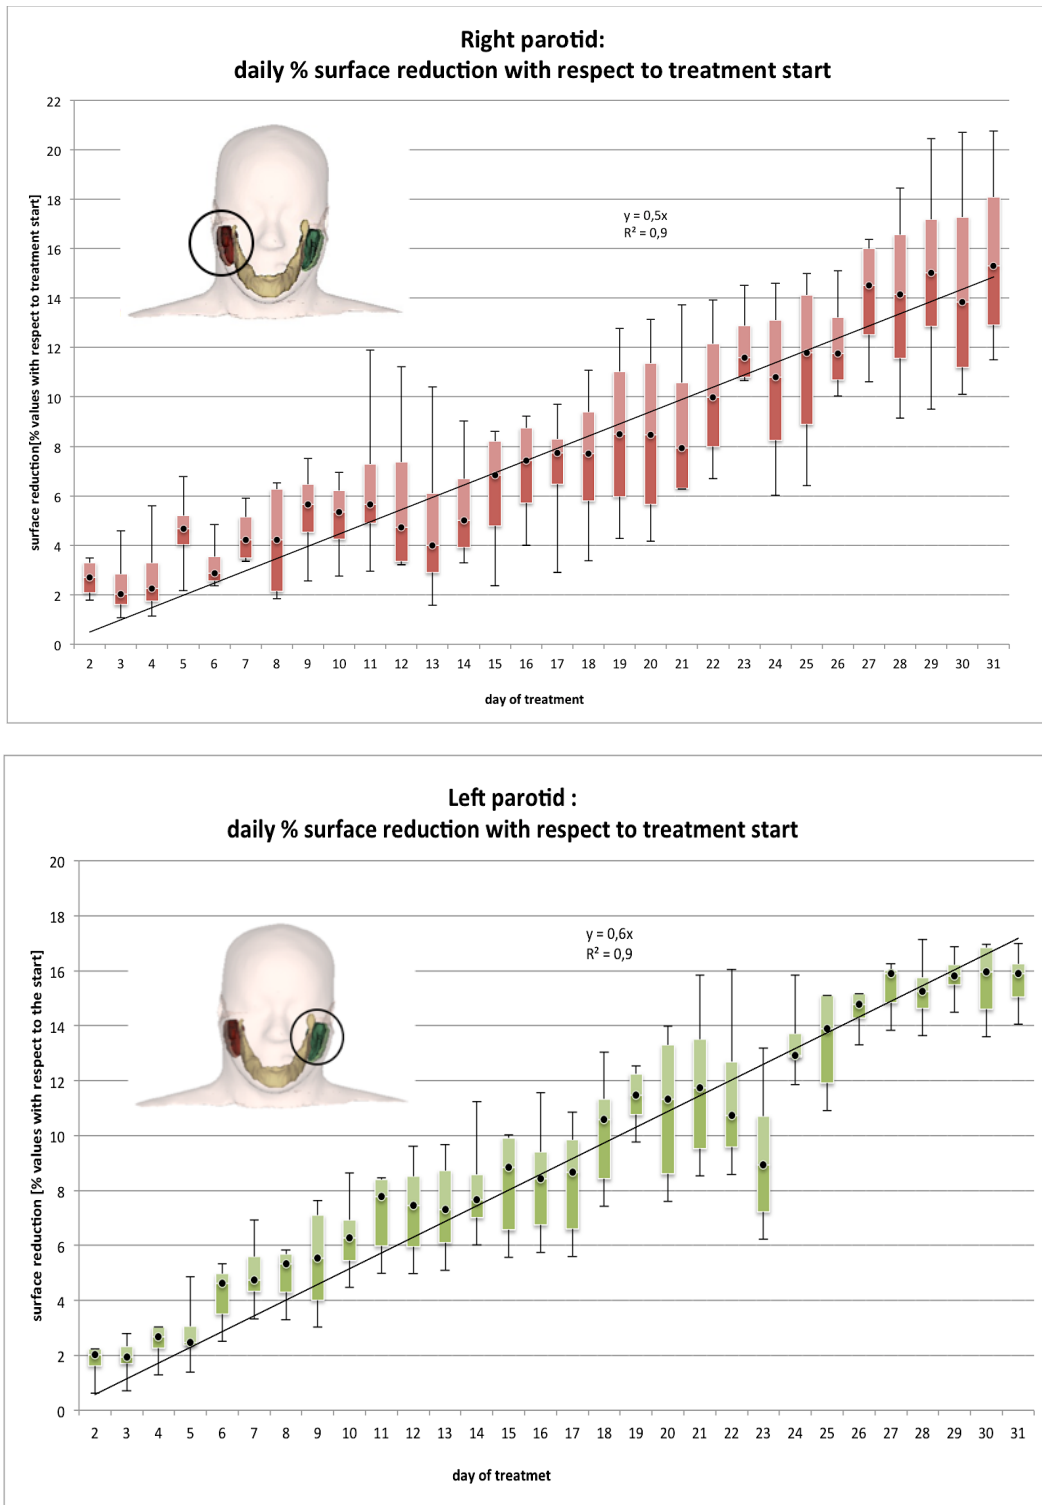 Right parotid:
daily % surface reduction with respect to treatment start
surface reduction[% values with respect to treatment start]
22
20
18
16
14
12
10
8
6
4
2
0
y = 0,5x
R² = 0,9
2 3 4 5 6 7 8 9 10 11 12 13 14 15 16 17 18 19 20 21 22 23 24 25 26 27 28 29 30 31
day of treatment
Left parotid :
daily % surface reduction with respect to treatment start
surface reduction [% values with respect to the start]
20
18
16
14
12
10
8
6
4
2
0
y = 0,6x
R² = 0,9
2 3 4 5 6 7 8 9 10 11 12 13 14 15 16 17 18 19 20 21 22 23 24 25 26 27 28 29 30 31
day of treatmet